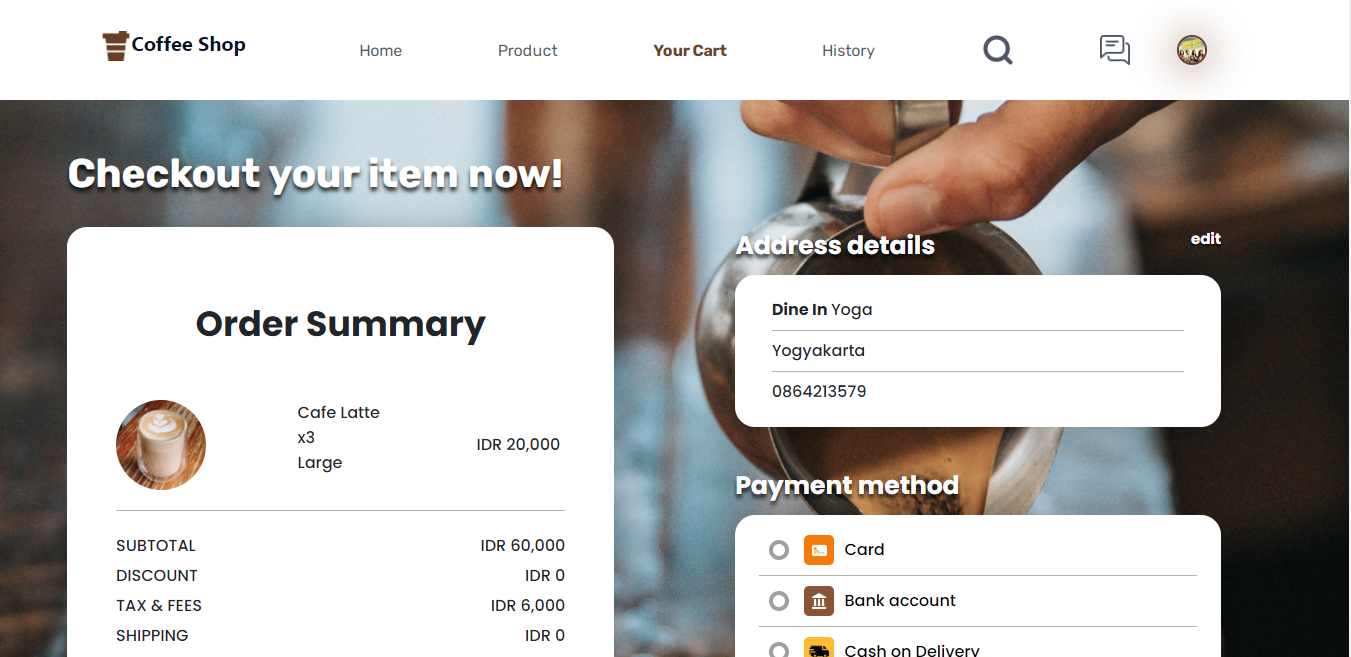 Coffee Shop
Home
Product
Your Cart
History
Checkout your item now!
Order Summary
Cafe Latte
x3
Large
IDR 20,000
SUBTOTAL IDR 60,000
DISCOUNT IDR 0
TAX & FEES IDR 6,000
SHIPPING IDR 0
Address details
edit
Dine In Yoga
Yogyakarta
0864213579
Payment method
Card
Bank account
Cash on Delivery